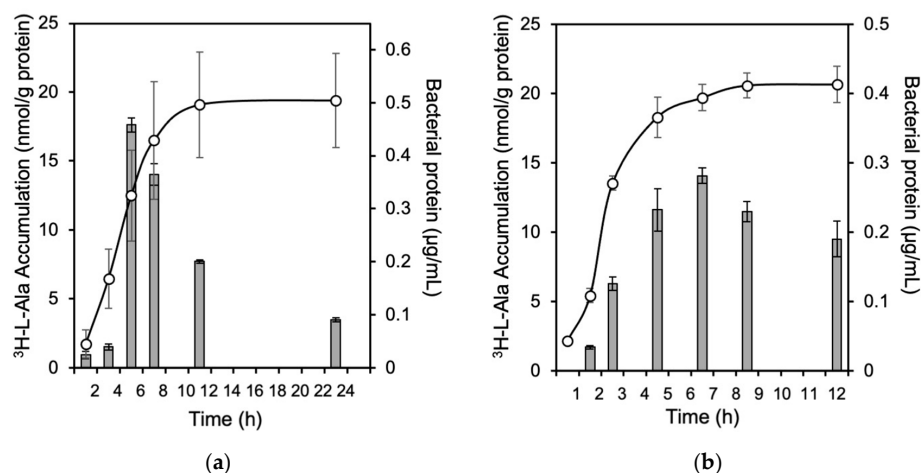 25
20
15
10
5
0
³H-L-Ala Accumulation (nmol/g protein)
0.6
0.5
0.4
0.3
0.2
0.1
0
Bacterial protein (µg/mL)
2 4 6 8 10 12 14 16 18 20 22 24
Time (h)
(a)
25
20
15
10
5
0
³H-L-Ala Accumulation (nmol/g protein)
0.5
0.4
0.3
0.2
0.1
0.0
Bacterial protein (µg/mL)
1 2 3 4 5 6 7 8 9 10 11 12
Time (h)
(b)